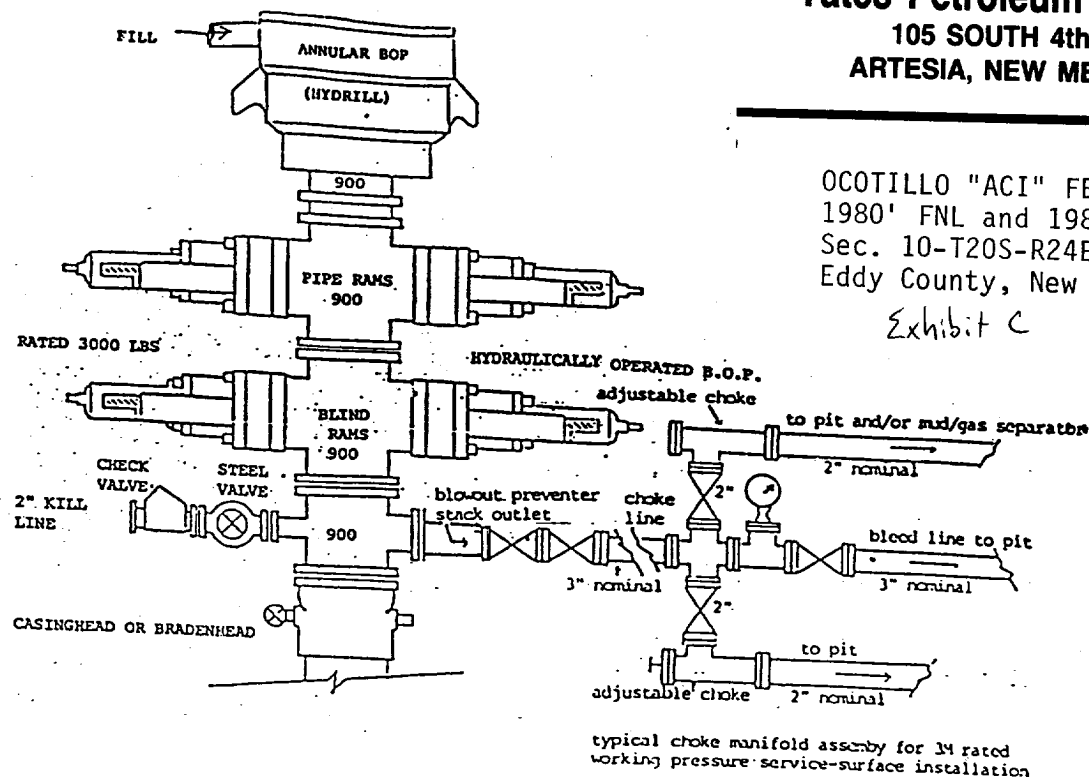 Yates Petroleum
105 SOUTH 4th
ARTESIA, NEW ME
OCOTILLO "ACI" FE
1980' FNL and 198
Sec. 10-T20S-R24E
Eddy County, New
Exhibit C
FILL
ANNULAR BOP
(HYDRILL)
900
PIPE RAMS
900
RATED 3000 LBS
HYDRAULICALLY OPERATED B.O.P.
BLIND
RAMS
900
adjustable choke
to pit and/or mud/gas separator
2" nominal
2"
CHECK
VALVE
STEEL
VALVE
2" KILL
LINE
900
blowout preventer
stack outlet
choke
line
3" nominal
bleed line to pit
3" nominal
2"
CASINGHEAD OR BRADENHEAD
to pit
adjustable choke
2" nominal
typical choke manifold assembly for 3M rated
working pressure service-surface installation